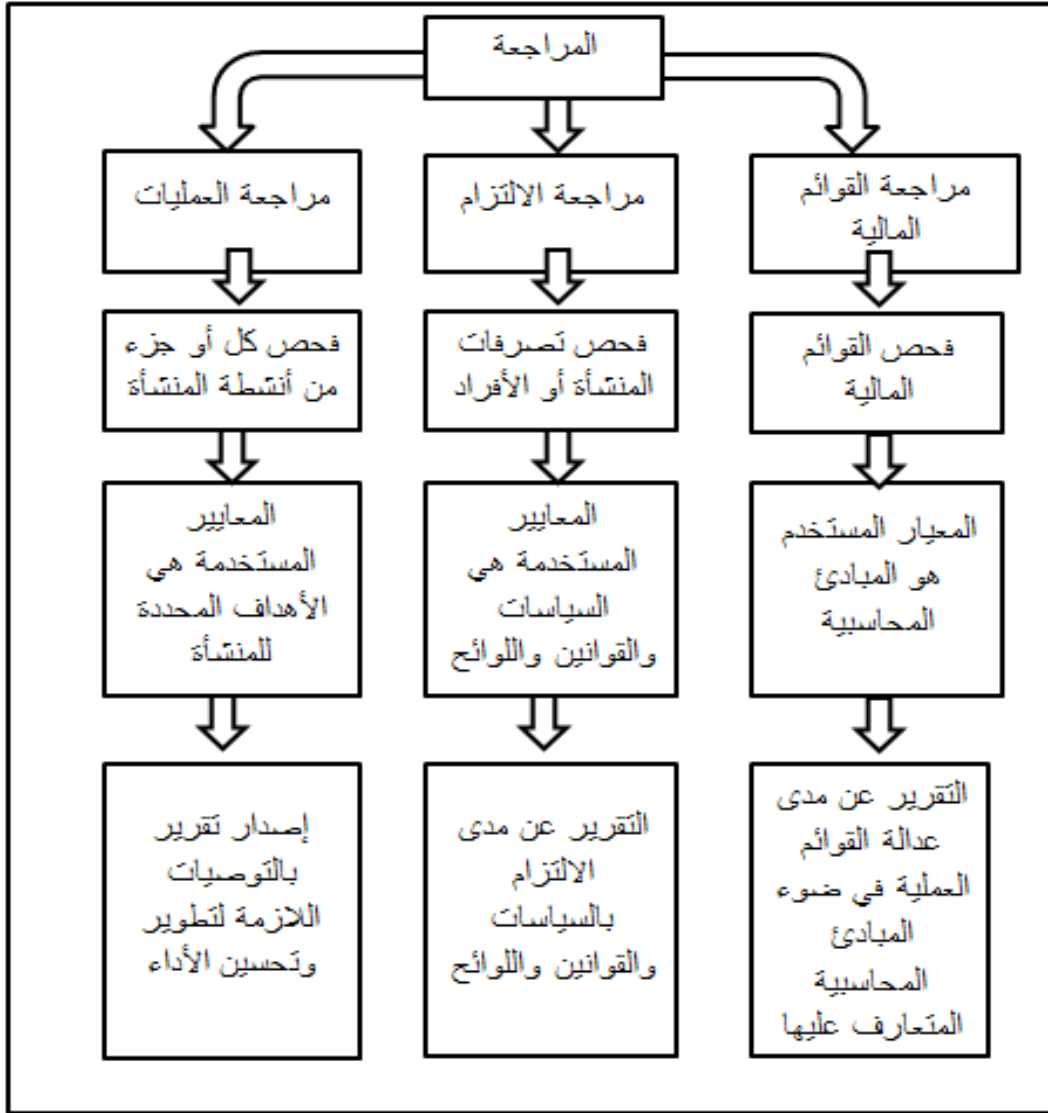 المراجعة
مراجعة القوائم
المالية
مراجعة الالتزام
مراجعة العمليات
فحص القوائم
المالية
فحص تصرفات
المنشأة أو الأفراد
فحص كل أو جزء
من أنشطة المنشأة
المعيار المستخدم
هو المبادئ
المحاسبية
المعايير
المستخدمة هي
السياسات
والقوانين واللوائح
المعايير
المستخدمة هي
الأهداف المحددة
للمنشأة
التقرير عن مدى
عدالة القوائم
العملية في ضوء
المبادئ
المحاسبية
المتعارف عليها
التقرير عن مدى
الالتزام
بالسياسات
والقوانين واللوائح
إصدار تقرير
بالتوصيات
اللازمة لتطوير
وتحسين الأداء